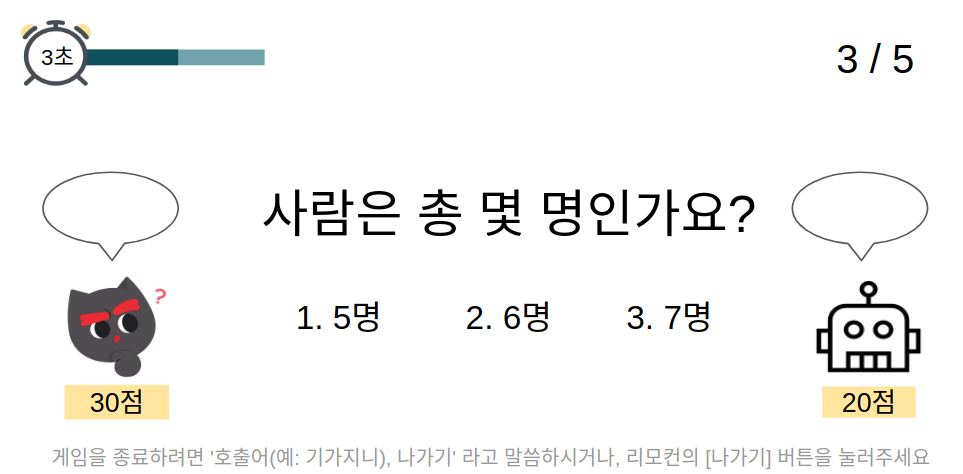 3초
3 / 5
사람은 총 몇 명인가요?
1. 5명 2. 6명 3. 7명
?
30점
20점
게임을 종료하려면 '호출어(예: 기가지니), 나가기' 라고 말씀하시거나, 리모컨의 [나가기] 버튼을 눌러주세요